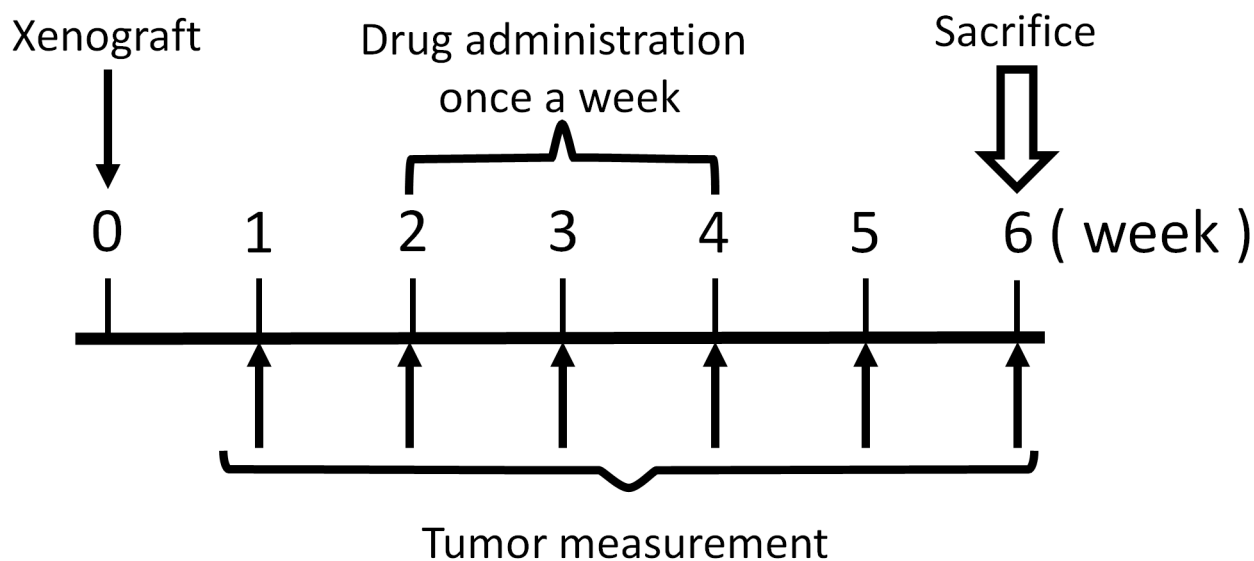 Xenograft
Drug administration
once a week
Sacrifice
0 1 2 3 4 5 6 ( week )
Tumor measurement